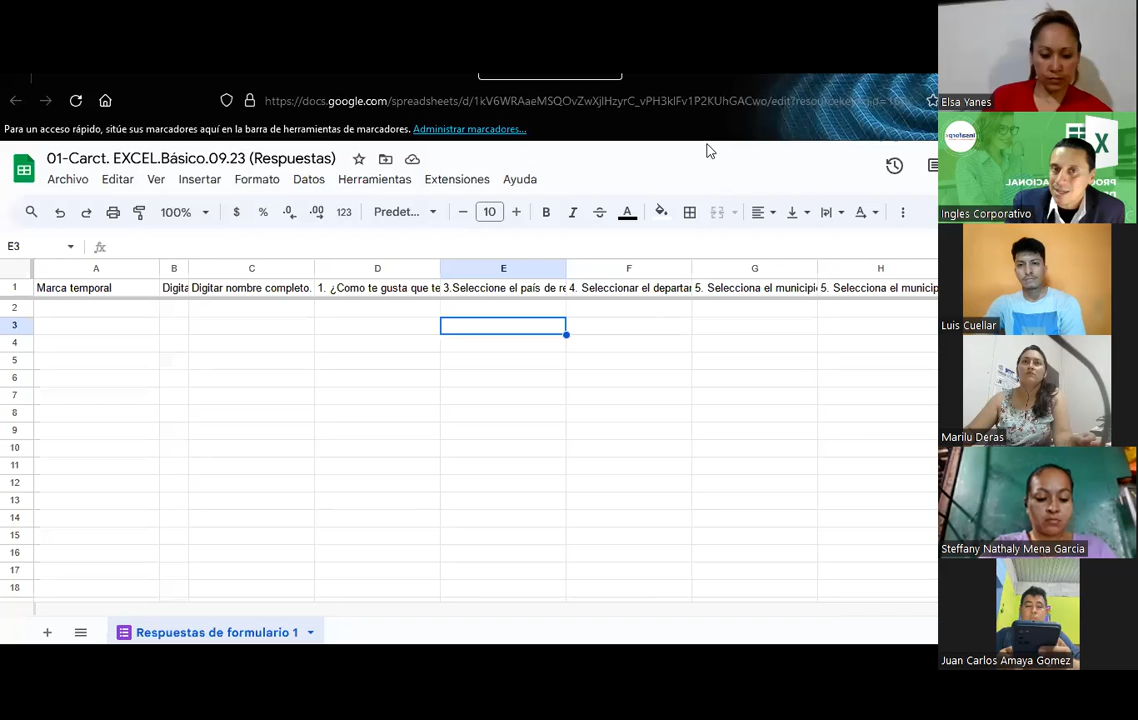 https://docs.google.com/spreadsheets/d/
Para un acceso rápido, sitúe sus marcadores aquí en la barra de herramientas de marcadores. Administrar marcadores...
01-Carct. EXCEL.Básico.09.23 (Respuestas)
Archivo Editar Ver Insertar Formato Datos Herramientas Extensiones Ayuda
100% $ % .0 .00 123 Predet... − 10 + B I S A
E3 fx
A B C D E F G H
1 Marca temporal Digita Digitar nombre completo. 1. ¿Como te gusta que te 3.Seleccione el país de re 4. Seleccionar el departar 5. Selecciona el municipi 5. Selecciona el municip
2
3
4
5
6
7
8
9
10
11
12
13
14
15
16
17
18
+ Respuestas de formulario 1
Elsa Yanes
insaforp
Ingles Corporativo
Luis Cuellar
Marilu Deras
Steffany Nathaly Mena Garcia
Juan Carlos Amaya Gomez